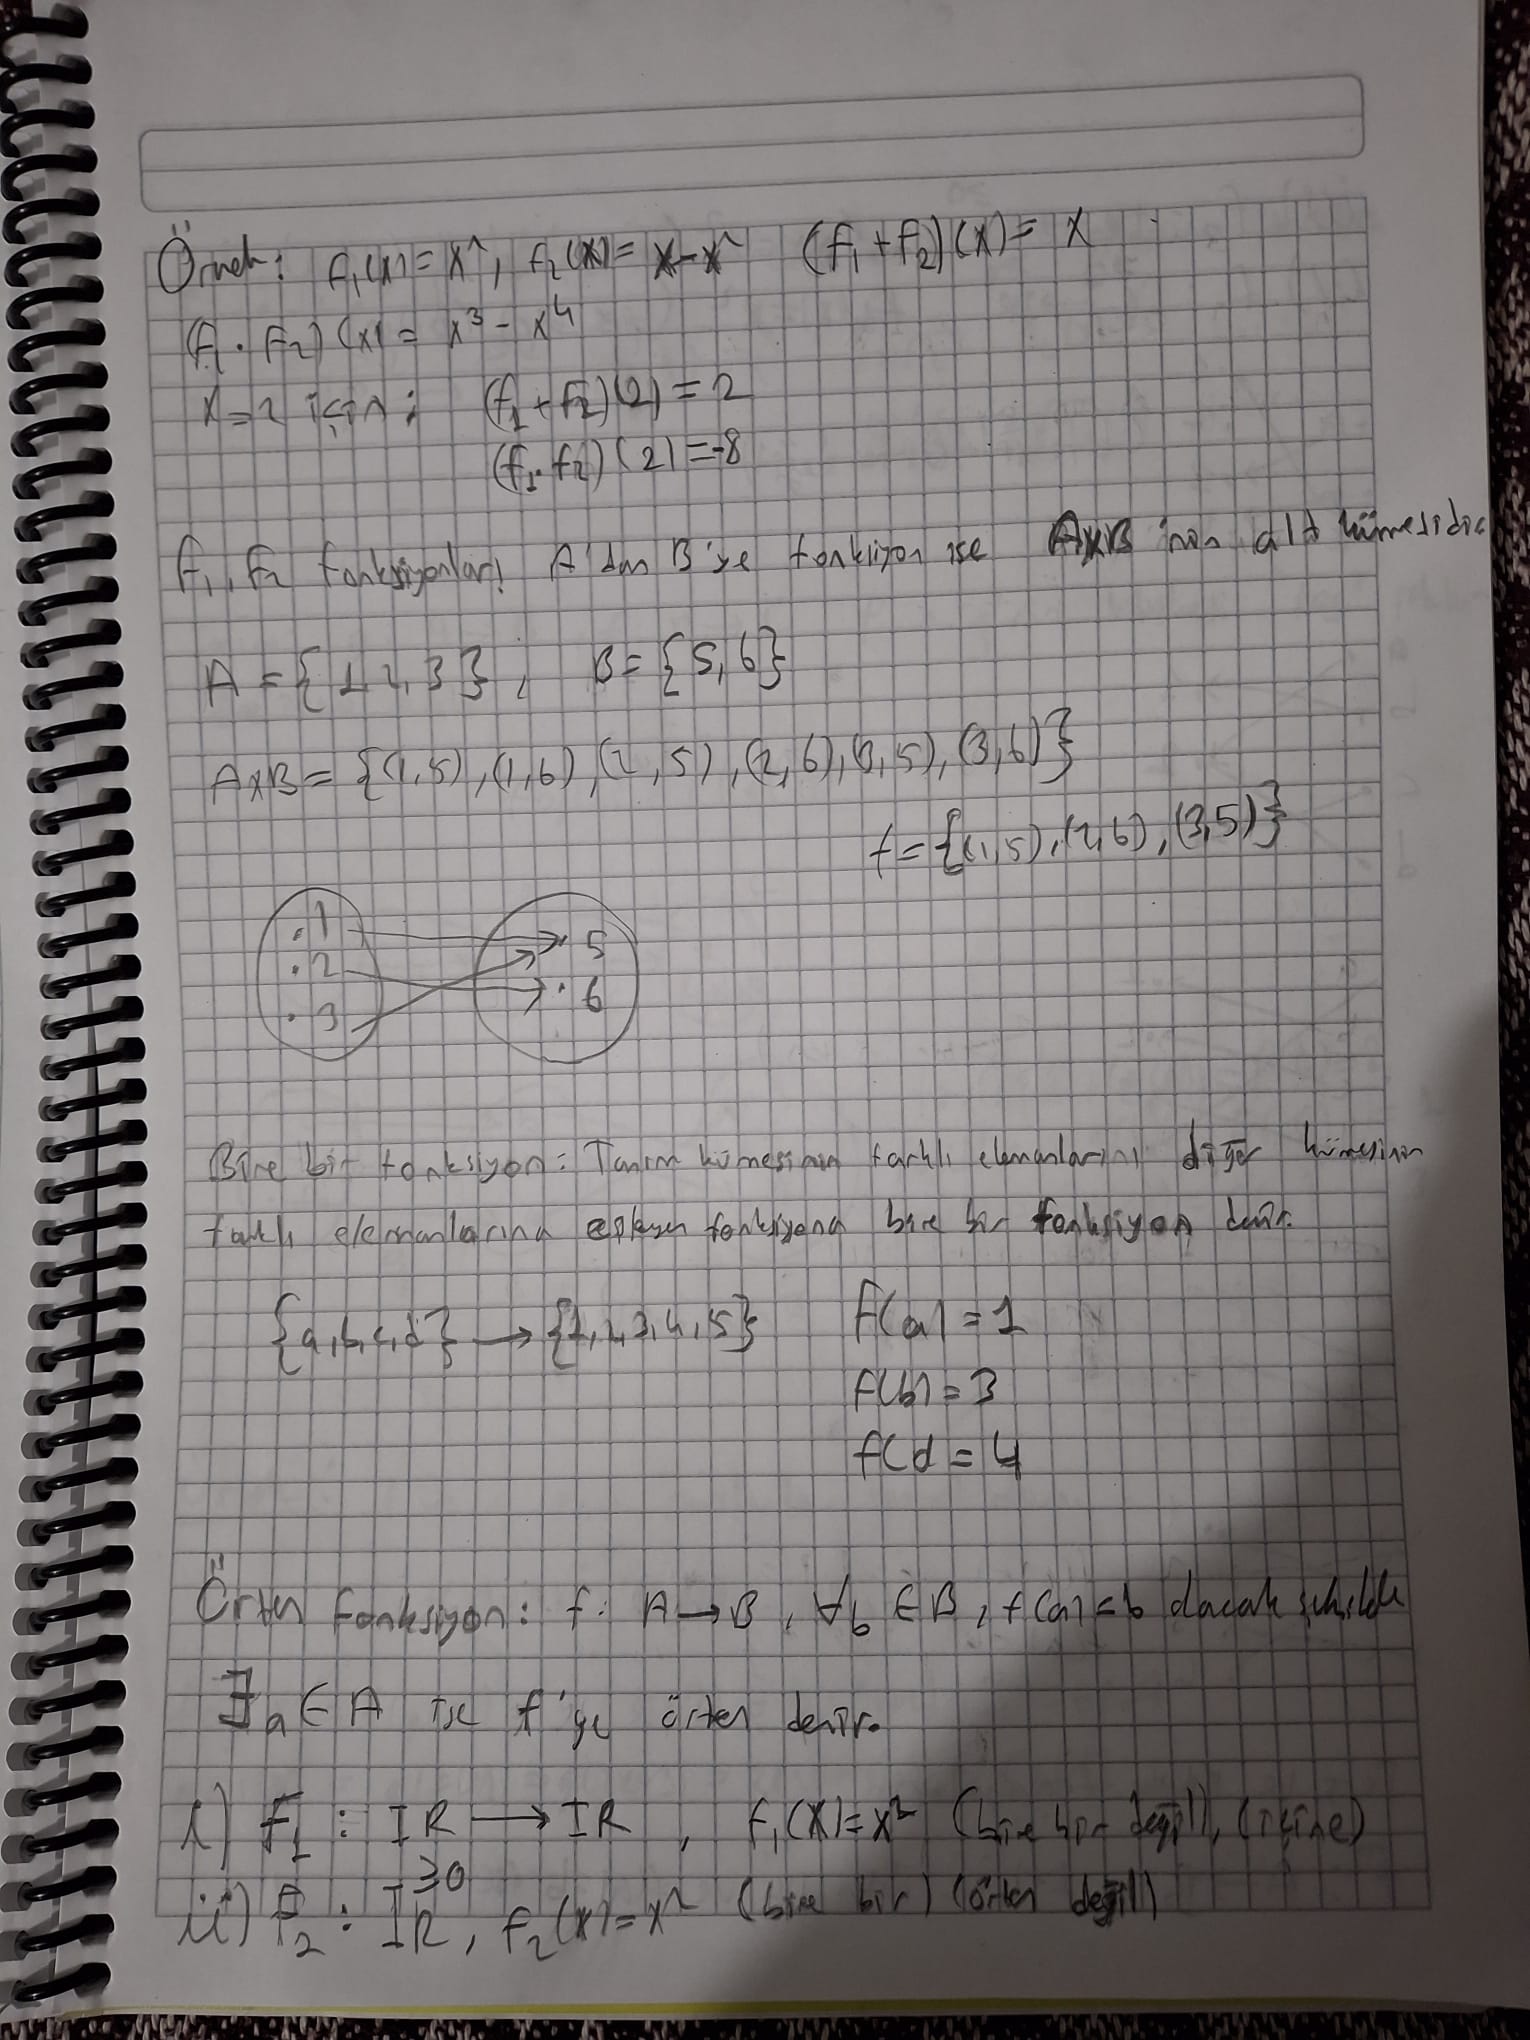 Örnek: f₁(x) = x², f₂(x) = x-x² (f₁ + f₂)(x) = x
(f₁ . f₂)(x) = x³ - x⁴
x=2 için; (f₁ + f₂)(2) = 2
(f₁. f₂)(2) = -8
f₁, f₂ fonksiyonları A'dan B'ye fonksiyon ise AxB 'nin alt kümesidir
A = {1,2,3}, B = {5,6}
AxB = {(1,5),(1,6),(2,5),(2,6),(3,5),(3,6)}
f={(1,5),(2,6),(3,5)}
.1
. 5
.2
. 6
.3
Bire bir fonksiyon: Tanım kümesinin farklı elemanlarını diğer kümesinin
farklı elemanlarına eşleyen fonksiyona bire bir fonksiyon denir.
{a,b,c,d} → {1,2,3,4,5} f(a) = 1
f(b) = 3
f(d = 4
Örten fonksiyon: f: A → B, ∀b ∈ B, f(a) = b olacak şekilde
∃a ∈ A ise f 'ye örten denir.
i) F₁ : IR → IR , f₁(x) = x² (bire bir değil), (içine)
ii) F₂ : IR≥0, f₂(x) = x² (bire bir) (örten değil)